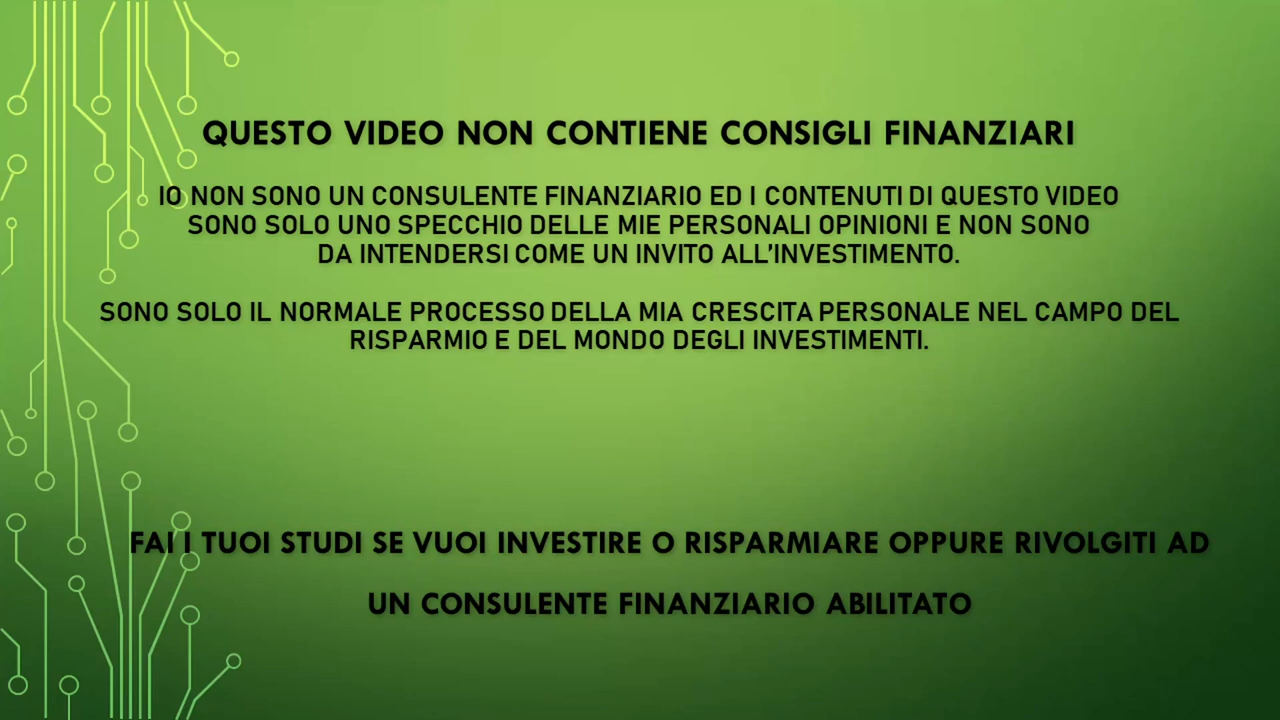 QUESTO VIDEO NON CONTIENE CONSIGLI FINANZIARI
IO NON SONO UN CONSULENTE FINANZIARIO ED I CONTENUTI DI QUESTO VIDEO
SONO SOLO UNO SPECCHIO DELLE MIE PERSONALI OPINIONI E NON SONO
DA INTENDERSI COME UN INVITO ALL'INVESTIMENTO.
SONO SOLO IL NORMALE PROCESSO DELLA MIA CRESCITA PERSONALE NEL CAMPO DEL
RISPARMIO E DEL MONDO DEGLI INVESTIMENTI.
FAI I TUOI STUDI SE VUOI INVESTIRE O RISPARMIARE OPPURE RIVOLGITI AD
UN CONSULENTE FINANZIARIO ABILITATO